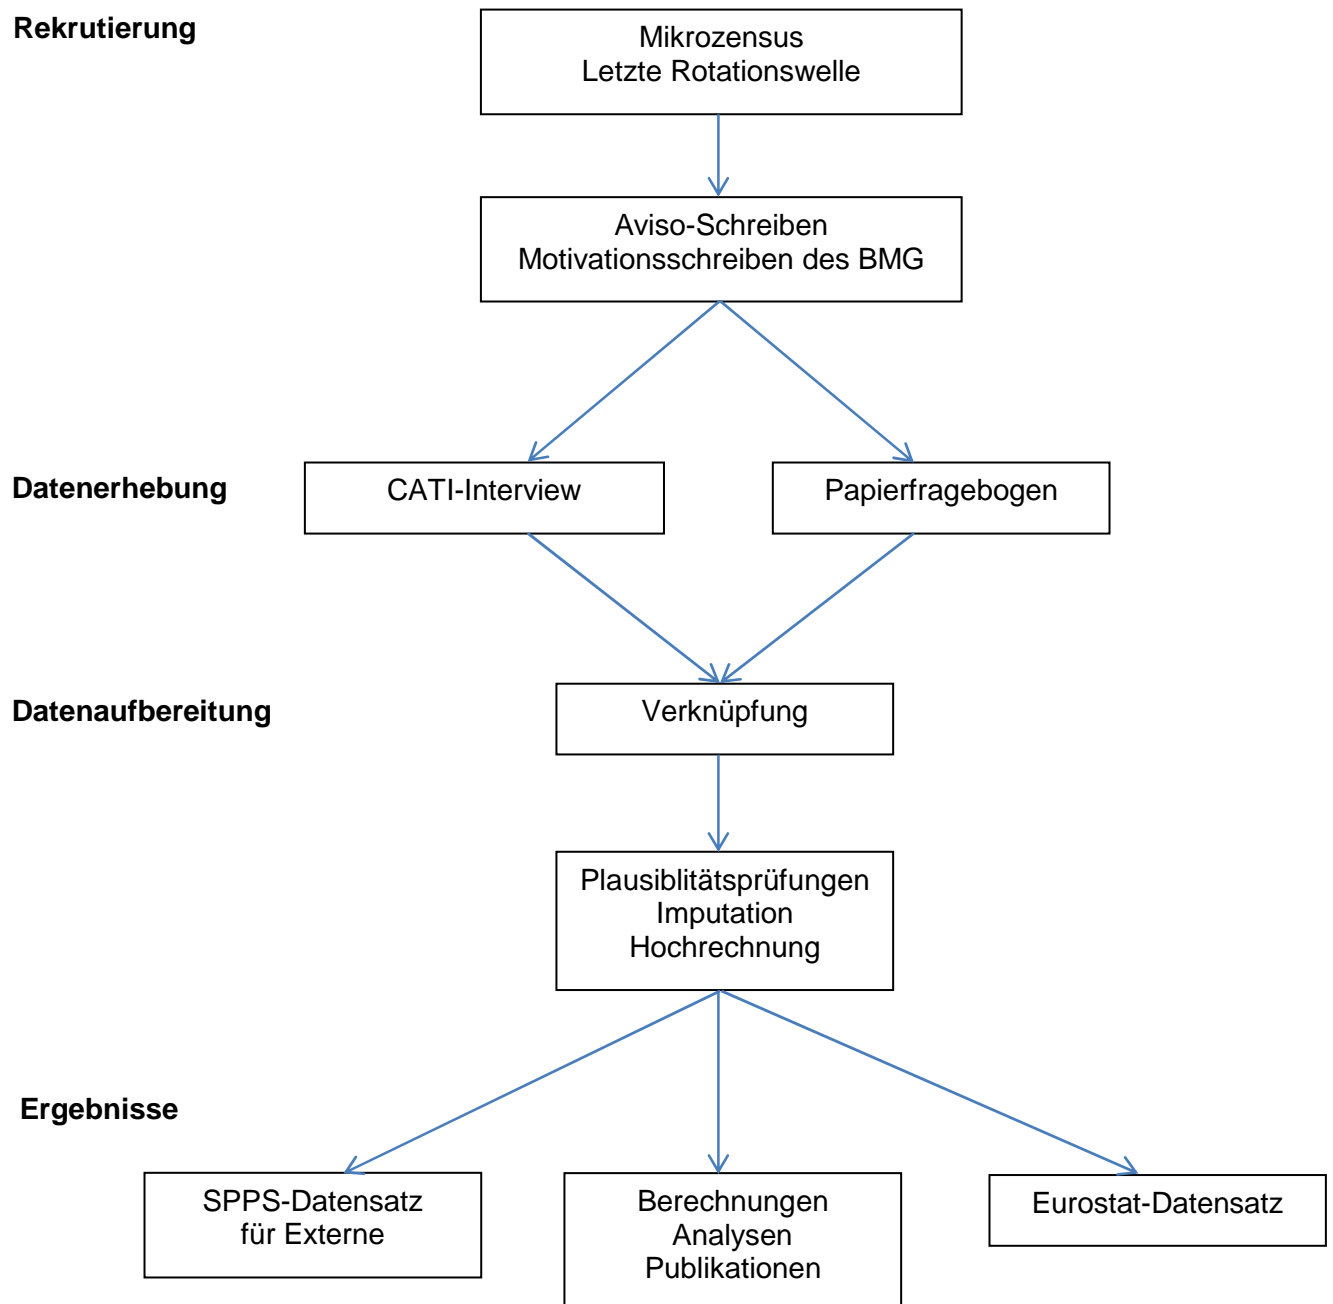 Rekrutierung
Mikrozensus
Letzte Rotationswelle
Aviso-Schreiben
Motivationsschreiben des BMG
Datenerhebung
CATI-Interview
Papierfragebogen
Datenaufbereitung
Verknüpfung
Plausiblitätsprüfungen
Imputation
Hochrechnung
Ergebnisse
SPPS-Datensatz
für Externe
Berechnungen
Analysen
Publikationen
Eurostat-Datensatz